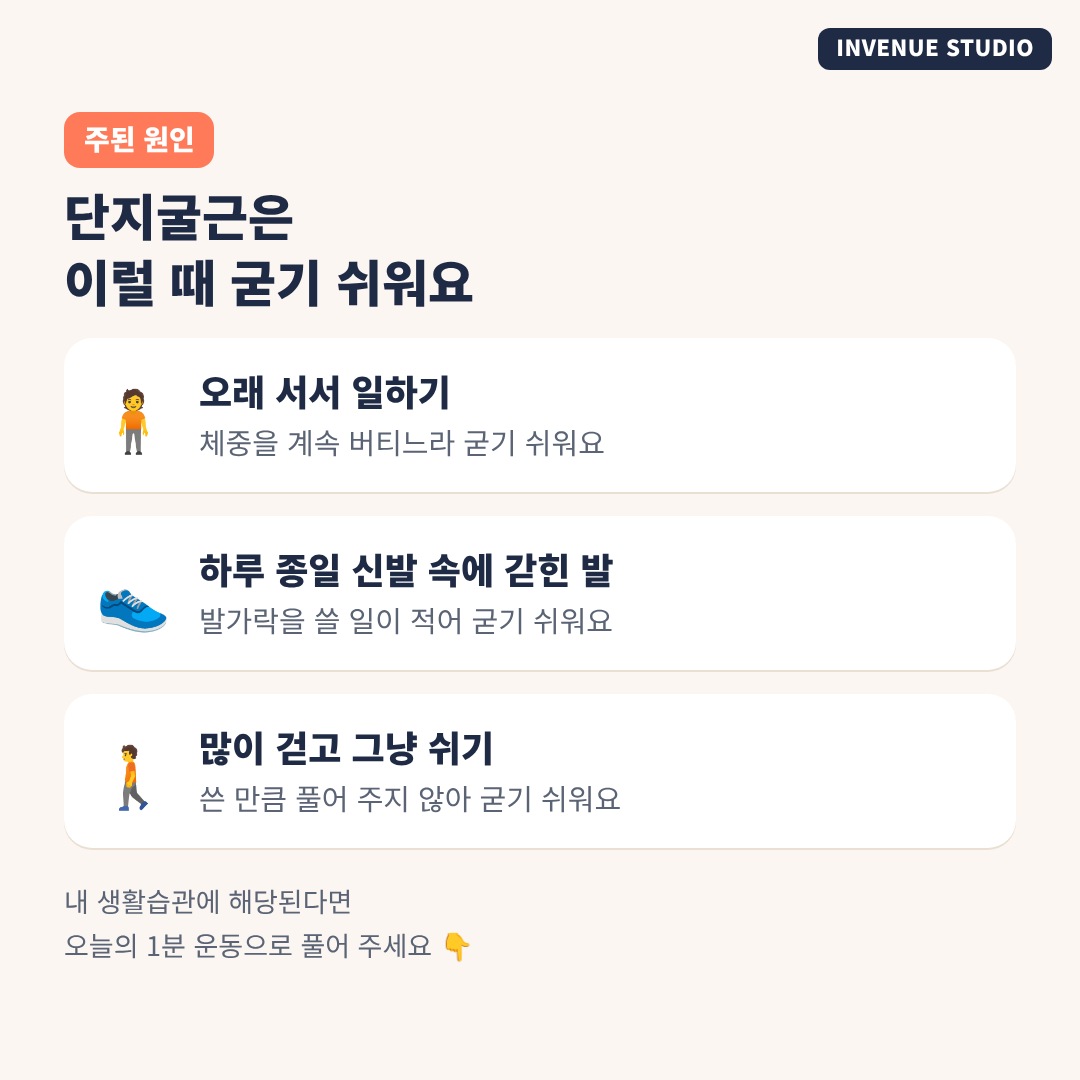 INVENUE STUDIO
주된 원인
단지굴근은
이럴 때 굳기 쉬워요
오래 서서 일하기
체중을 계속 버티느라 굳기 쉬워요
하루 종일 신발 속에 갇힌 발
발가락을 쓸 일이 적어 굳기 쉬워요
많이 걷고 그냥 쉬기
쓴 만큼 풀어 주지 않아 굳기 쉬워요
내 생활습관에 해당된다면
오늘의 1분 운동으로 풀어 주세요 👇